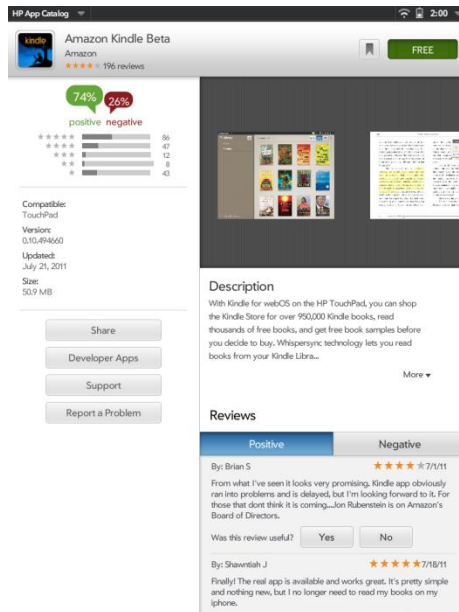 HP App Catalog
2:00
kindle
Amazon Kindle Beta
Amazon
196 reviews
FREE
74%
26%
positive negative
86
47
12
8
43
Compatible:
TouchPad
Version:
0.10.494660
Updated:
July 21, 2011
Size:
50.9 MB
Share
Developer Apps
Support
Report a Problem
Description
With Kindle for webOS on the HP TouchPad, you can shop
the Kindle Store for over 950,000 Kindle books, read
thousands of free books, and get free book samples before
you decide to buy. Whispersync technology lets you read
books from your Kindle Libra...
More
Reviews
Positive
Negative
By: Brian S
7/1/11
From what I've seen it looks very promising. Kindle app obviously
ran into problems and is delayed, but I'm looking forward to it. For
those that dont think it is coming....Jon Rubenstein is on Amazon's
Board of Directors.
Was this review useful? Yes No
By: Shawntiah J
7/18/11
Finally! The real app is available and works great. It's pretty simple
and nothing new, but I no longer need to read my books on my
iphone.